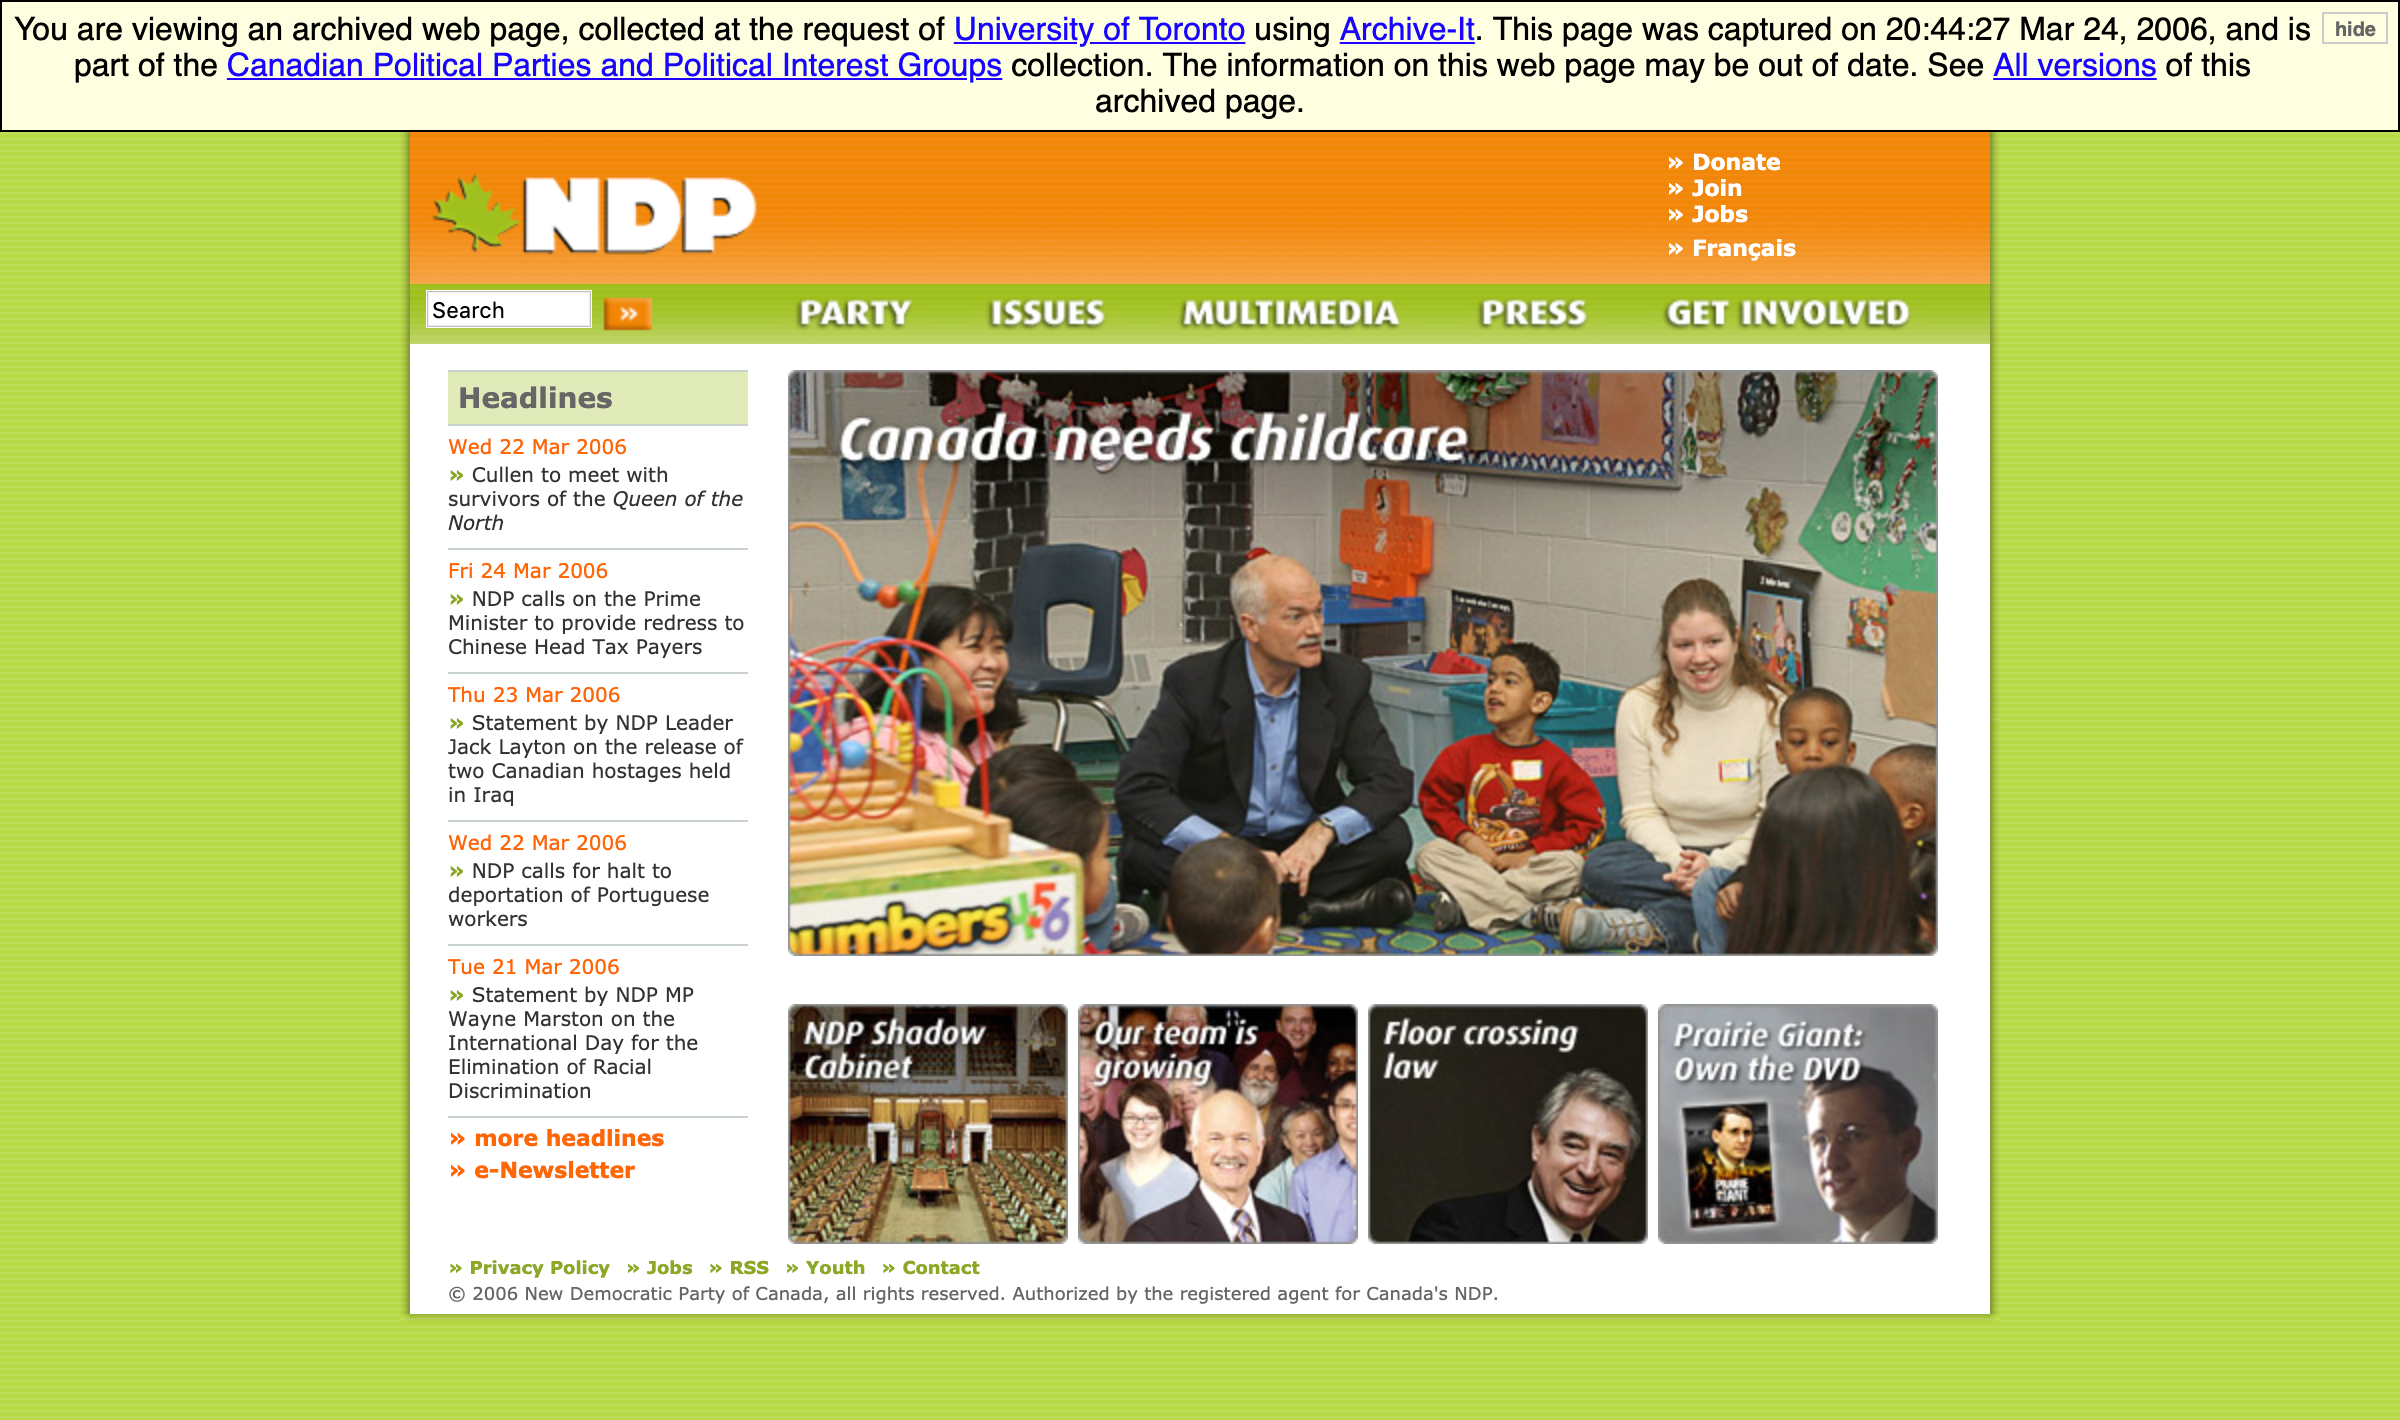 You are viewing an archived web page, collected at the request of University of Toronto using Archive-It. This page was captured on 20:44:27 Mar 24, 2006, and is
part of the Canadian Political Parties and Political Interest Groups collection. The information on this web page may be out of date. See All versions of this
archived page.
hide
NDP
» Donate
» Join
» Jobs
» Français
Search
»
PARTY
ISSUES
MULTIMEDIA
PRESS
GET INVOLVED
Headlines
Wed 22 Mar 2006
» Cullen to meet with
survivors of the Queen of the
North
Fri 24 Mar 2006
» NDP calls on the Prime
Minister to provide redress to
Chinese Head Tax Payers
Thu 23 Mar 2006
» Statement by NDP Leader
Jack Layton on the release of
two Canadian hostages held
in Iraq
Wed 22 Mar 2006
» NDP calls for halt to
deportation of Portuguese
workers
Tue 21 Mar 2006
» Statement by NDP MP
Wayne Marston on the
International Day for the
Elimination of Racial
Discrimination
» more headlines
» e-Newsletter
Canada needs childcare
umbers 456
NDP Shadow
Cabinet
Our team is
growing
Floor crossing
law
Prairie Giant:
Own the DVD
PRAIRIE
GIANT
» Privacy Policy » Jobs » RSS » Youth » Contact
© 2006 New Democratic Party of Canada, all rights reserved. Authorized by the registered agent for Canada's NDP.